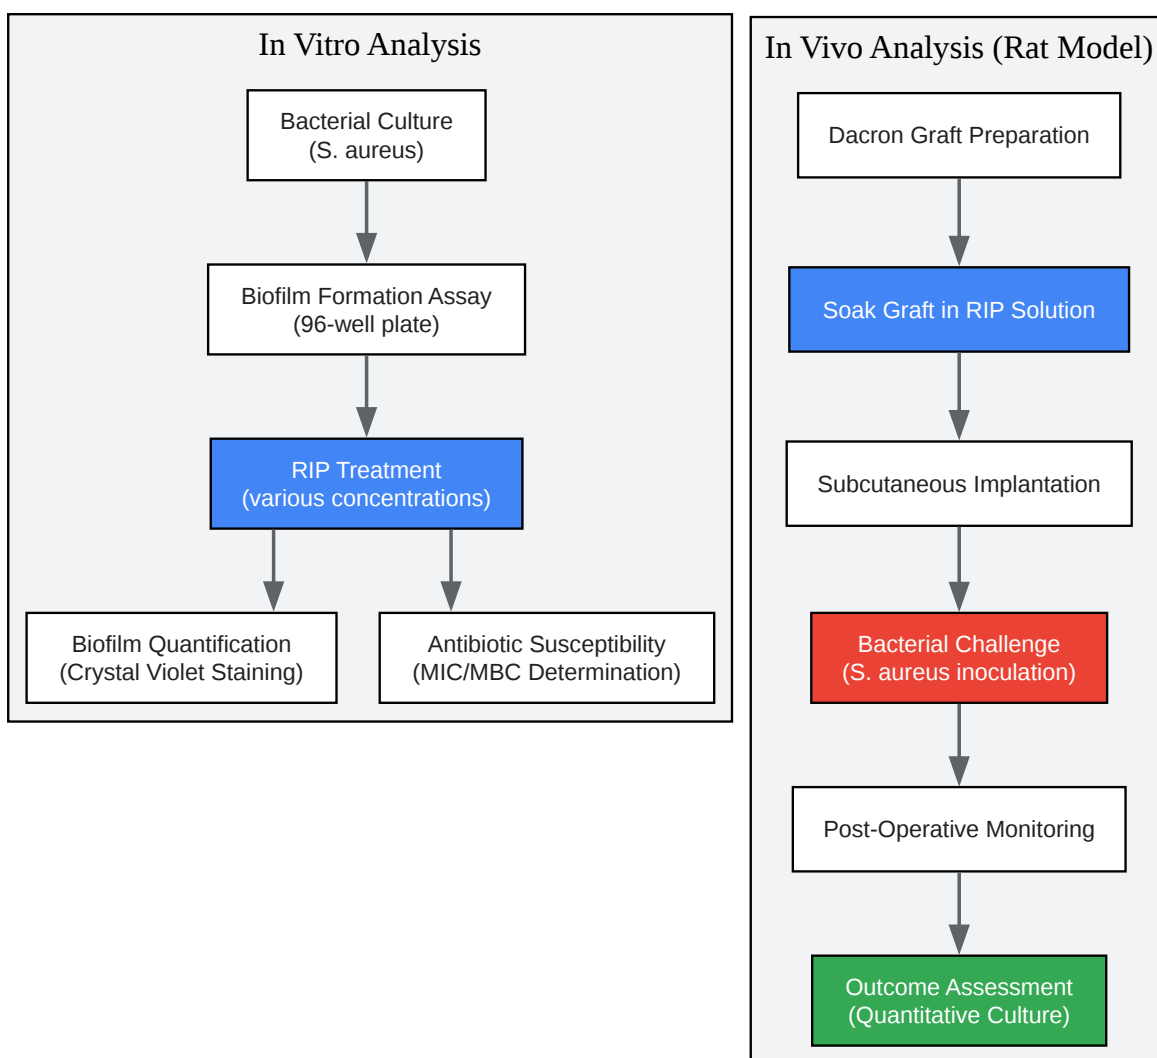 In Vitro Analysis
Bacterial Culture
(S. aureus)
Biofilm Formation Assay
(96-well plate)
RIP Treatment
(various concentrations)
Biofilm Quantification
(Crystal Violet Staining)
Antibiotic Susceptibility
(MIC/MBC Determination)
In Vivo Analysis (Rat Model)
Dacron Graft Preparation
Soak Graft in RIP Solution
Subcutaneous Implantation
Bacterial Challenge
(S. aureus inoculation)
Post-Operative Monitoring
Outcome Assessment
(Quantitative Culture)